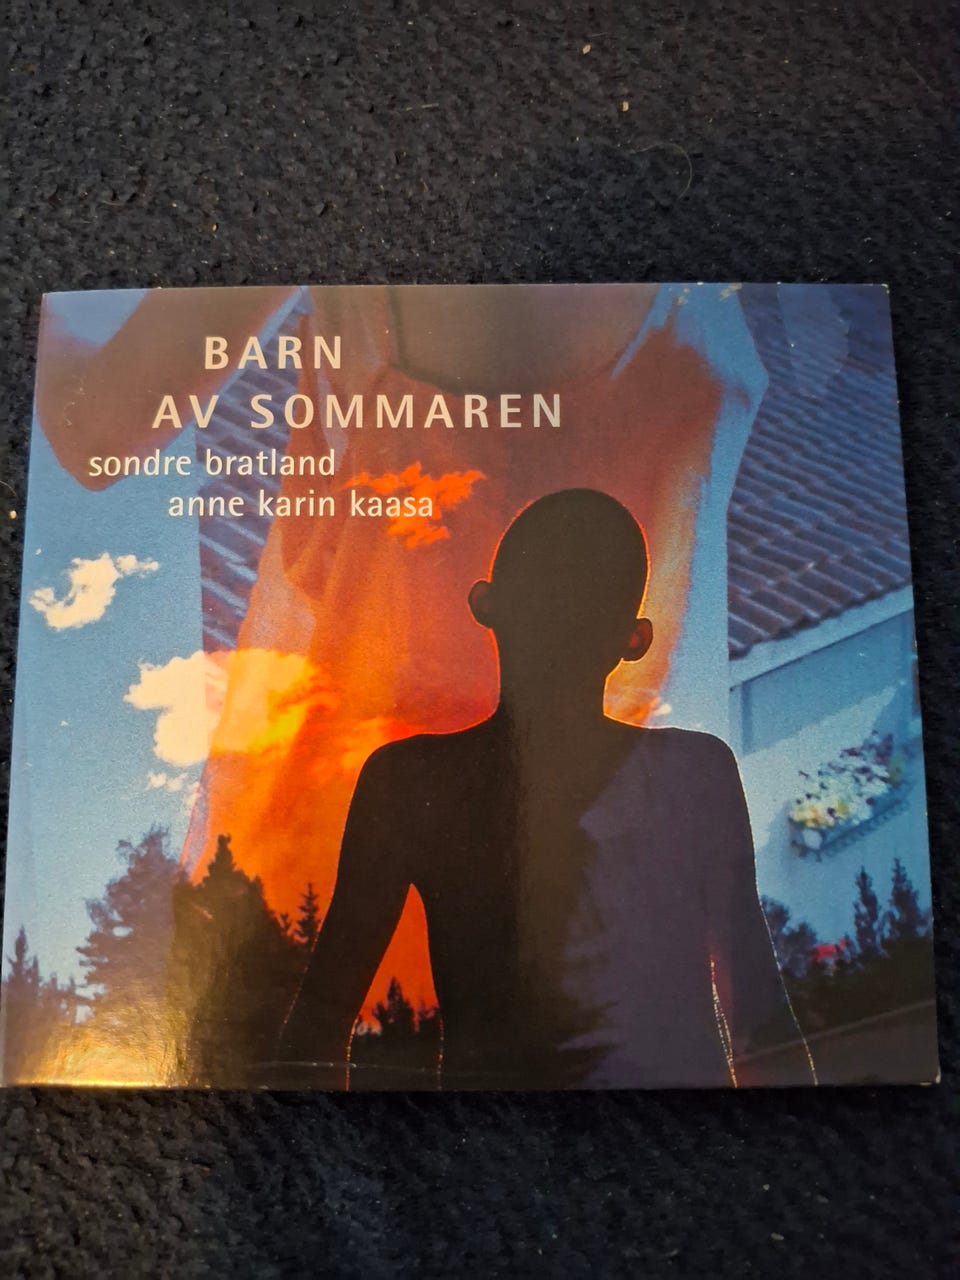 BARN
AV SOMMAREN
sondre bratland
anne karin kaasa